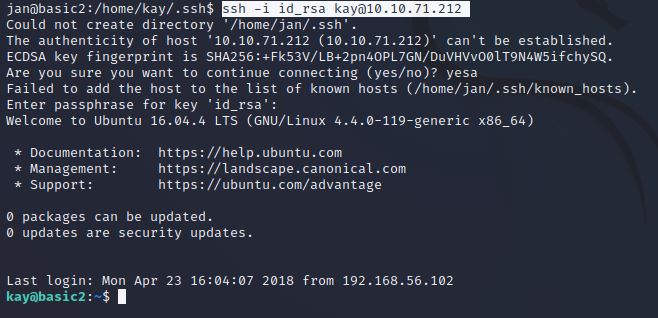 jan@basic2:/home/kay/.ssh$ ssh -i id_rsa kay@10.10.71.212
Could not create directory '/home/jan/.ssh'.
The authenticity of host '10.10.71.212 (10.10.71.212)' can't be established.
ECDSA key fingerprint is SHA256:+Fk53V/LB+2pn4OPL7GN/DuVHVvO0lT9N4W5ifchySQ.
Are you sure you want to continue connecting (yes/no)? yesa
Failed to add the host to the list of known hosts (/home/jan/.ssh/known_hosts).
Enter passphrase for key 'id_rsa':
Welcome to Ubuntu 16.04.4 LTS (GNU/Linux 4.4.0-119-generic x86_64)
* Documentation: https://help.ubuntu.com
* Management: https://landscape.canonical.com
* Support: https://ubuntu.com/advantage
0 packages can be updated.
0 updates are security updates.
Last login: Mon Apr 23 16:04:07 2018 from 192.168.56.102
kay@basic2:~$